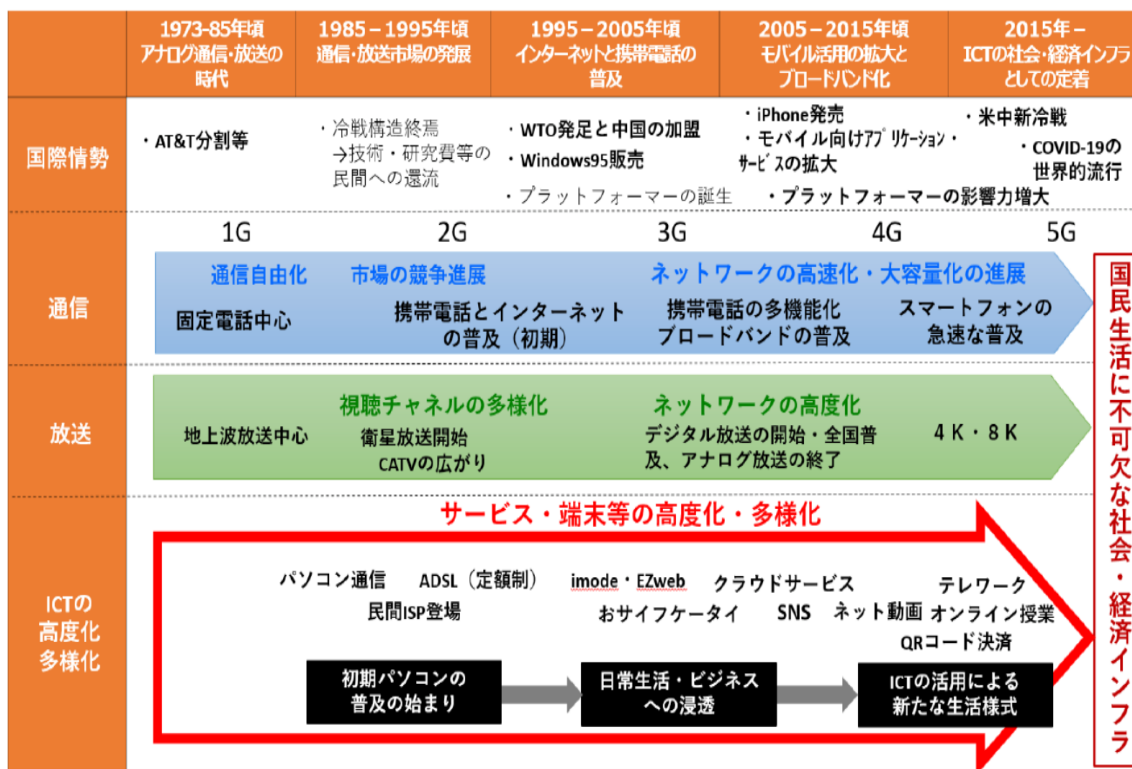 1973-85年頃
アナログ通信・放送の
時代
1985－1995年頃
通信・放送市場の発展
1995－2005年頃
インターネットと携帯電話の
普及
2005－2015年頃
モバイル活用の拡大と
ブロードバンド化
2015年－
ICTの社会・経済インフラ
としての定着
国際情勢
・AT&T分割等
・冷戦構造終焉
→技術・研究費等の
民間への還流
・WTO発足と中国の加盟
・Windows95販売
・プラットフォーマーの誕生
・iPhone発売
・モバイル向けアプリケーション・
サービスの拡大
・プラットフォーマーの影響力増大
・米中新冷戦
・COVID-19の
世界的流行
1G
2G
3G
4G
5G
通信
通信自由化
市場の競争進展
ネットワークの高速化・大容量化の進展
固定電話中心
携帯電話とインターネット
の普及（初期）
携帯電話の多機能化
ブロードバンドの普及
スマートフォンの
急速な普及
放送
視聴チャネルの多様化
ネットワークの高度化
地上波放送中心
衛星放送開始
CATVの広がり
デジタル放送の開始・全国普
及、アナログ放送の終了
４Ｋ・８Ｋ
ICTの
高度化
多様化
サービス・端末等の高度化・多様化
パソコン通信
ADSL（定額制）
民間ISP登場
imode・EZweb
おサイフケータイ
クラウドサービス
SNS
ネット動画
テレワーク
オンライン授業
QRコード決済
初期パソコンの
普及の始まり
日常生活・ビジネス
への浸透
ICTの活用による
新たな生活様式
国民生活に不可欠な社会・経済インフラ